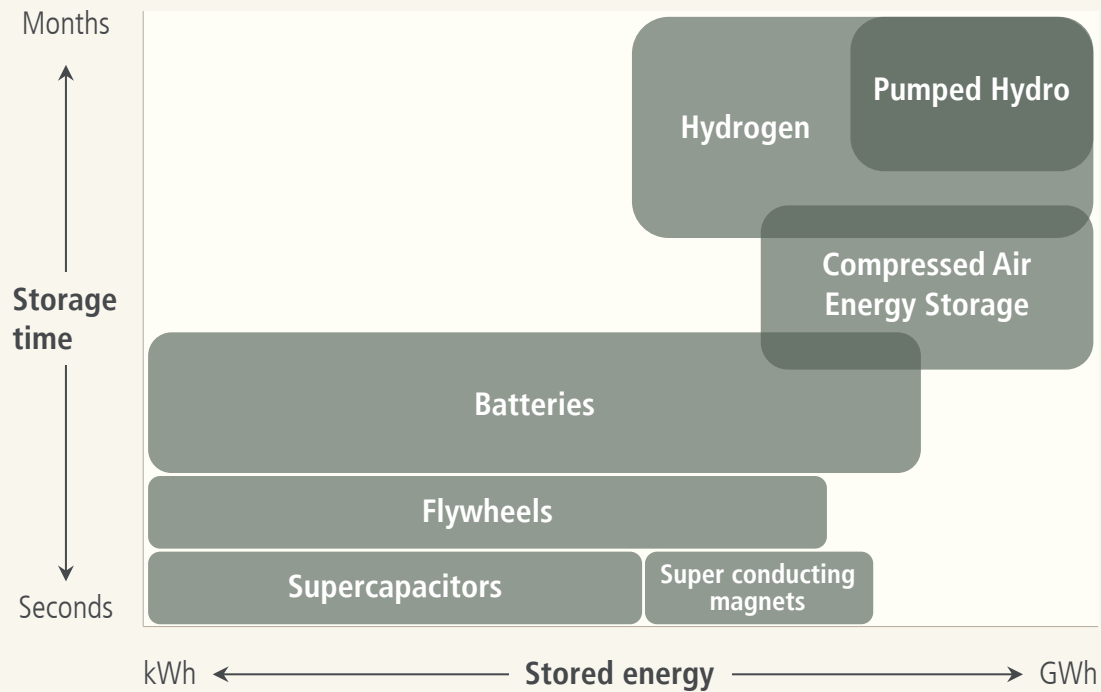 Months
Pumped Hydro
Hydrogen
Compressed Air
Energy Storage
Storage
time
Batteries
Flywheels
Supercapacitors
Super conducting
magnets
Seconds
kWh
Stored energy
GWh